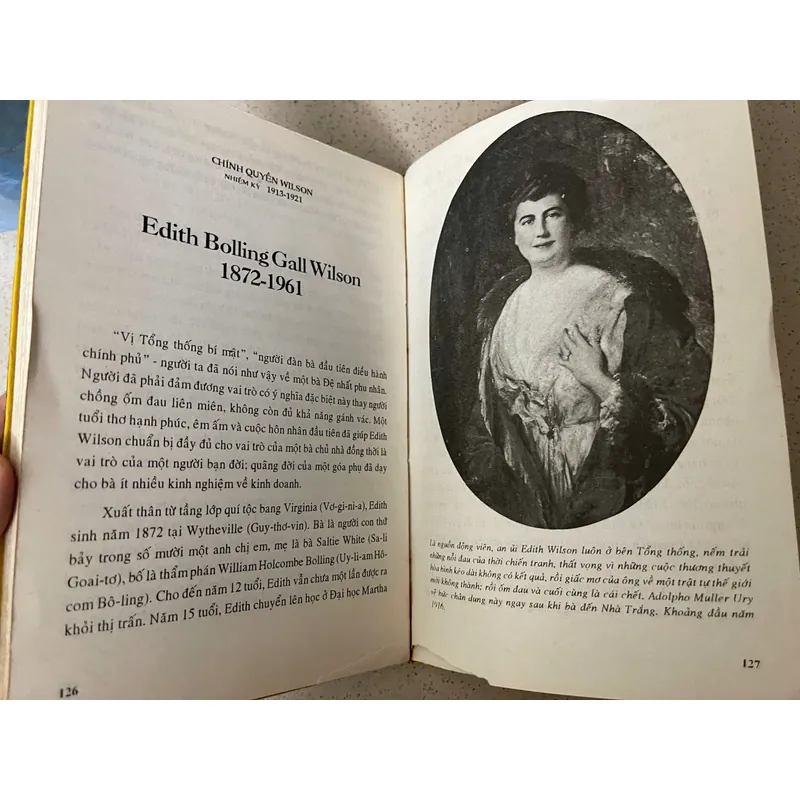 CHÍNH QUYỀN WILSON
NHIỆM KỲ 1913-1921
Edith Bolling Gall Wilson
1872-1961
“Vị Tổng thống bí mật”, “người đàn bà đầu tiên điều hành
chính phủ” - người ta đã nói như vậy về một bà Đệ nhất phu nhân.
Người đã phải đảm đương vai trò có ý nghĩa đặc biệt này thay người
chồng ốm đau liên miên, không còn đủ khả năng gánh vác. Một
tuổi thơ hạnh phúc, êm ấm và cuộc hôn nhân đầu tiên đã giúp Edith
Wilson chuẩn bị đầy đủ cho vai trò của một bà chủ nhà đồng thời là
vai trò của một người bạn đời; quãng đời của một góa phụ dạy
cho bà ít nhiều kinh nghiệm về kinh doanh.
Xuất thân từ tầng lớp quí tộc bang Virginia (Vơ-gi-ni-a), Edith
sinh năm 1872 tại Wytheville (Guy-thơ-vin). Bà là người con thứ
bảy trong số mười một anh chị em, mẹ là bà Saltie White (Sa-li
Goai-tơ), bố là thẩm phán William Holcombe Bolling (Uy-li-am Hô-
com Bô-ling). Cho đến năm 12 tuổi, Edith vẫn chưa một lần được ra
khỏi thị trấn. Năm 15 tuổi, Edith chuyển lên học ở Đại học Martha
126
Là nguồn động viên, an ủi Edith Wilson luôn ở bên Tổng thống, nếm trải
những nỗi đau của thời chiến tranh, thất vọng vì những cuộc thương thuyết
hòa bình kéo dài không có kết quả, rồi giấc mơ của ông về một trật tự thế giới
mới không thành; rồi ốm đau và cuối cùng là cái chết. Adolpho Muller Ury
vẽ bức chân dung này ngay sau khi bà đến Nhà Trắng. Khoảng đầu năm
1916.
127